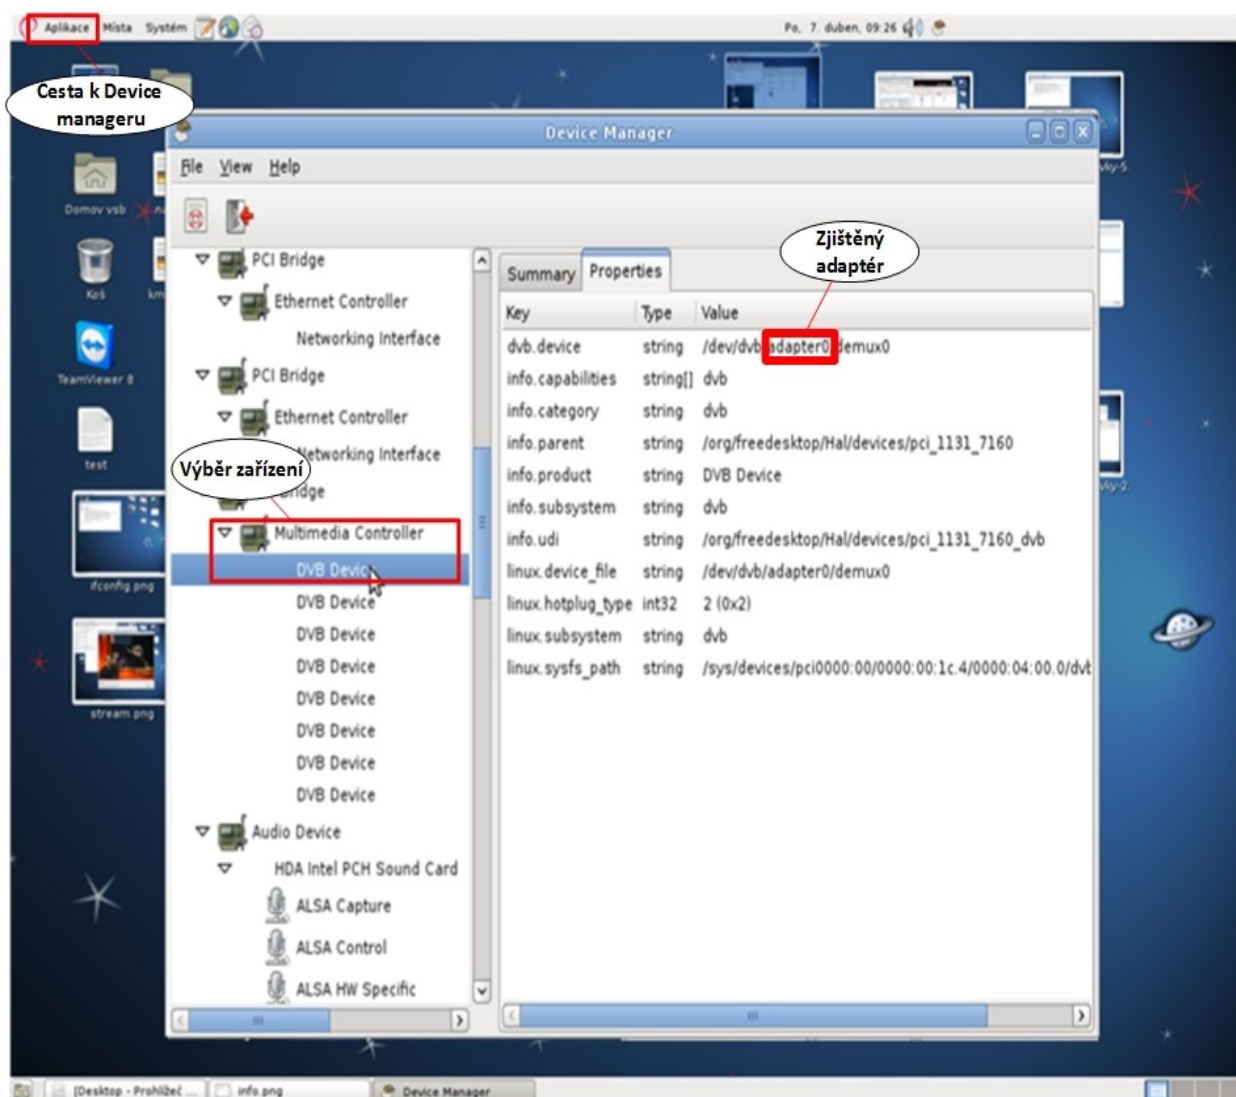 Aplikace Místa Systém
Po, 7. duben, 09:26
Cesta k Device
manageru
Device Manager
File View Help
Domov vsb
Koš
TeamViewer 8
test
ifconfig.png
stream.png
PCI Bridge
Ethernet Controller
Networking Interface
PCI Bridge
Ethernet Controller
Networking Interface
Výběr zařízení
Multimedia Controller
DVB Device
DVB Device
DVB Device
DVB Device
DVB Device
DVB Device
DVB Device
DVB Device
Audio Device
HDA Intel PCH Sound Card
ALSA Capture
ALSA Control
ALSA HW Specific
Zjištěný
adaptér
Summary Properties
Key Type Value
dvb.device string /dev/dvb/adapter0/demux0
info.capabilities string[] dvb
info.category string dvb
info.parent string /org/freedesktop/Hal/devices/pci_1131_7160
info.product string DVB Device
info.subsystem string dvb
info.udi string /org/freedesktop/Hal/devices/pci_1131_7160_dvb
linux.device_file string /dev/dvb/adapter0/demux0
linux.hotplug_type int32 2 (0x2)
linux.subsystem string dvb
linux.sysfs_path string /sys/devices/pci0000:00/0000:00:1c.4/0000:04:00.0/dvb
[Desktop - Prohlížeč ... info.png Device Manager